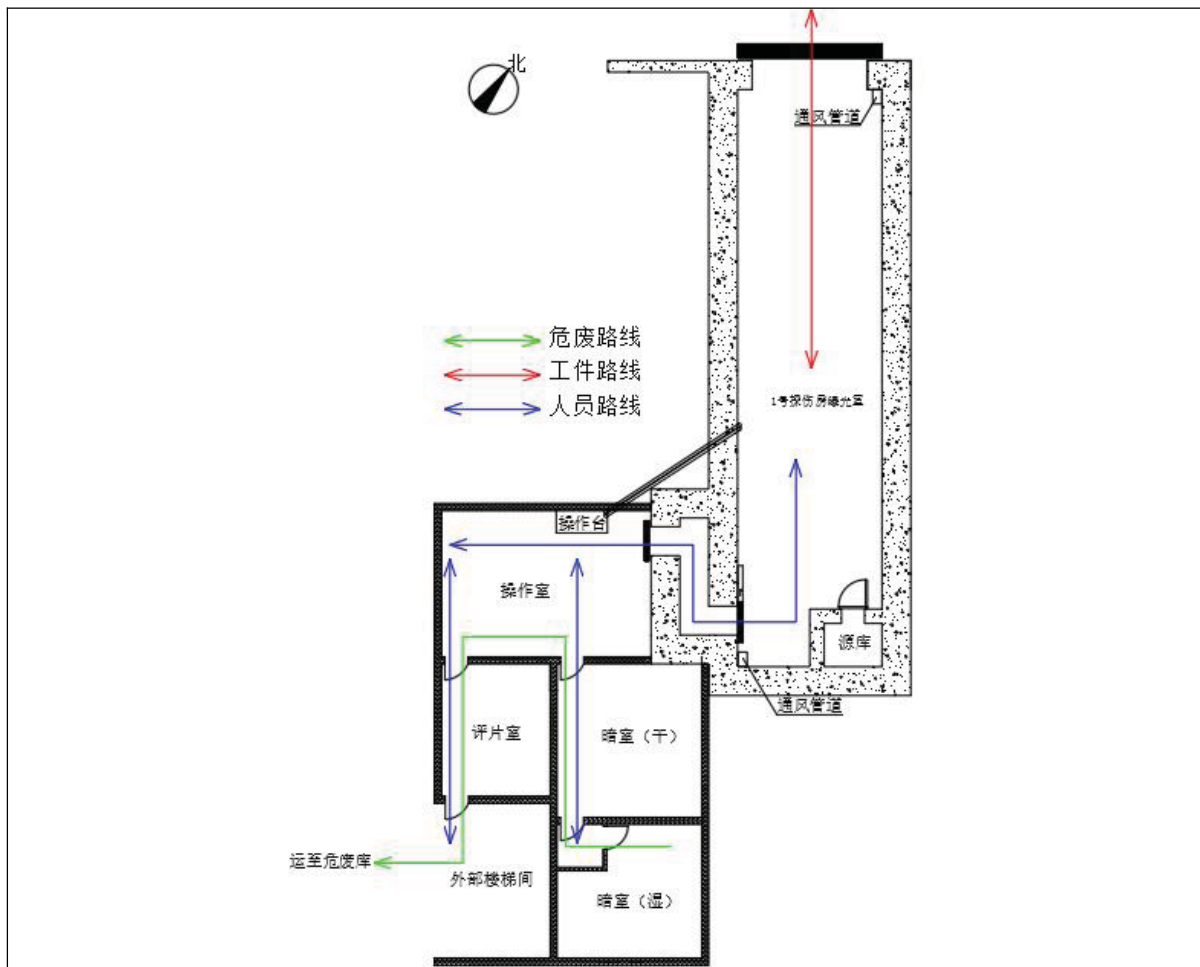 北
通风管道
危废路线
工件路线
人员路线
1号探伤房曝光室
操作台
操作室
源库
通风管道
评片室
暗室（干）
运至危废库
外部楼梯间
暗室（湿）